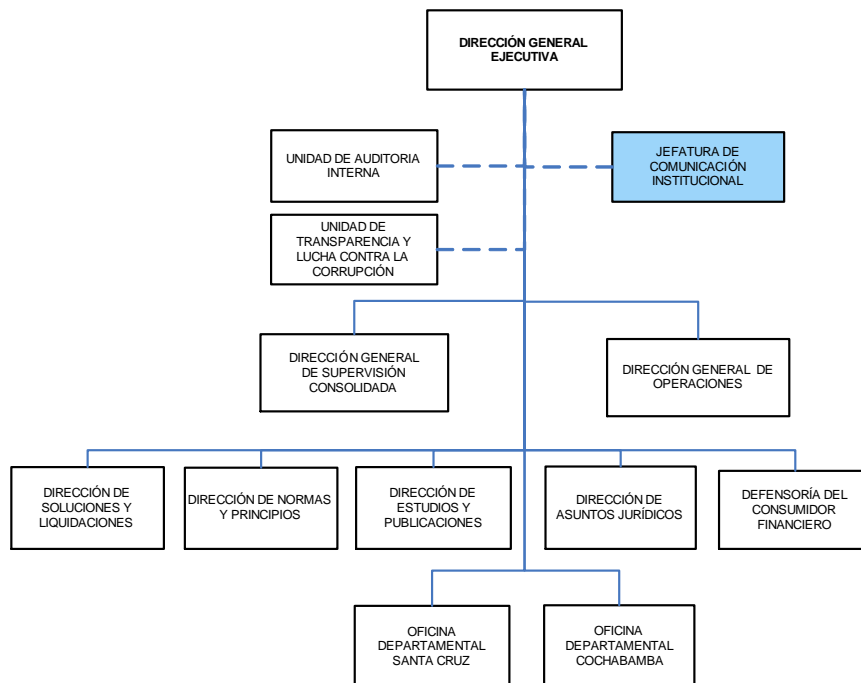 DIRECCIÓN GENERAL
EJECUTIVA
UNIDAD DE AUDITORIA
INTERNA
JEFATURA DE
COMUNICACIÓN
INSTITUCIONAL
UNIDAD DE
TRANSPARENCIA Y
LUCHA CONTRA LA
CORRUPCIÓN
DIRECCIÓN GENERAL
DE SUPERVISIÓN
CONSOLIDADA
DIRECCIÓN GENERAL DE
OPERACIONES
DIRECCIÓN DE
SOLUCIONES Y
LIQUIDACIONES
DIRECCIÓN DE NORMAS
Y PRINCIPIOS
DIRECCIÓN DE
ESTUDIOS Y
PUBLICACIONES
DIRECCIÓN DE
ASUNTOS JURÍDICOS
DEFENSORÍA DEL
CONSUMIDOR
FINANCIERO
OFICINA
DEPARTAMENTAL
SANTA CRUZ
OFICINA
DEPARTAMENTAL
COCHABAMBA